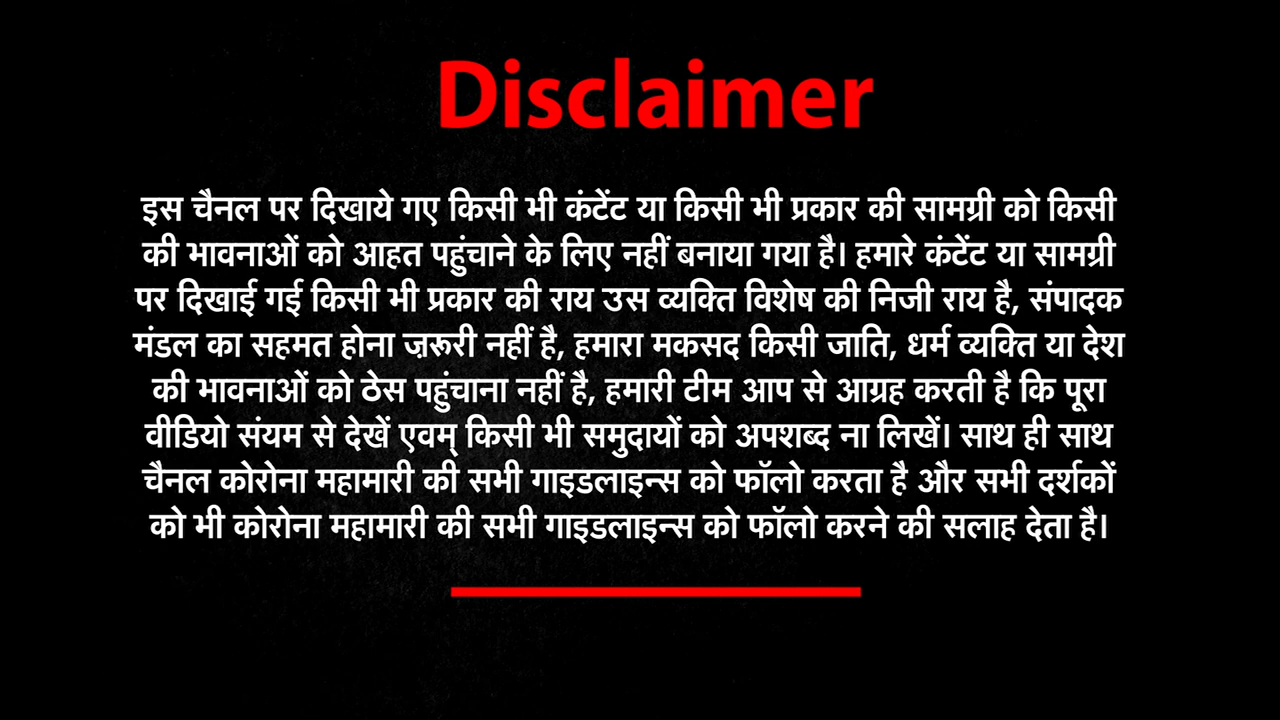 Disclaimer
इस चैनल पर दिखाये गए किसी भी कंटेंट या किसी भी प्रकार की सामग्री को किसी
की भावनाओं को आहत पहुंचाने के लिए नहीं बनाया गया है। हमारे कंटेंट या सामग्री
पर दिखाई गई किसी भी प्रकार की राय उस व्यक्ति विशेष की निजी राय है, संपादक
मंडल का सहमत होना ज़रूरी नहीं है, हमारा मकसद किसी जाति, धर्म व्यक्ति या देश
की भावनाओं को ठेस पहुंचाना नहीं है, हमारी टीम आप से आग्रह करती है कि पूरा
वीडियो संयम से देखें एवम् किसी भी समुदायों को अपशब्द ना लिखें। साथ ही साथ
चैनल कोरोना महामारी की सभी गाइडलाइन्स को फॉलो करता है और सभी दर्शकों
को भी कोरोना महामारी की सभी गाइडलाइन्स को फॉलो करने की सलाह देता है।